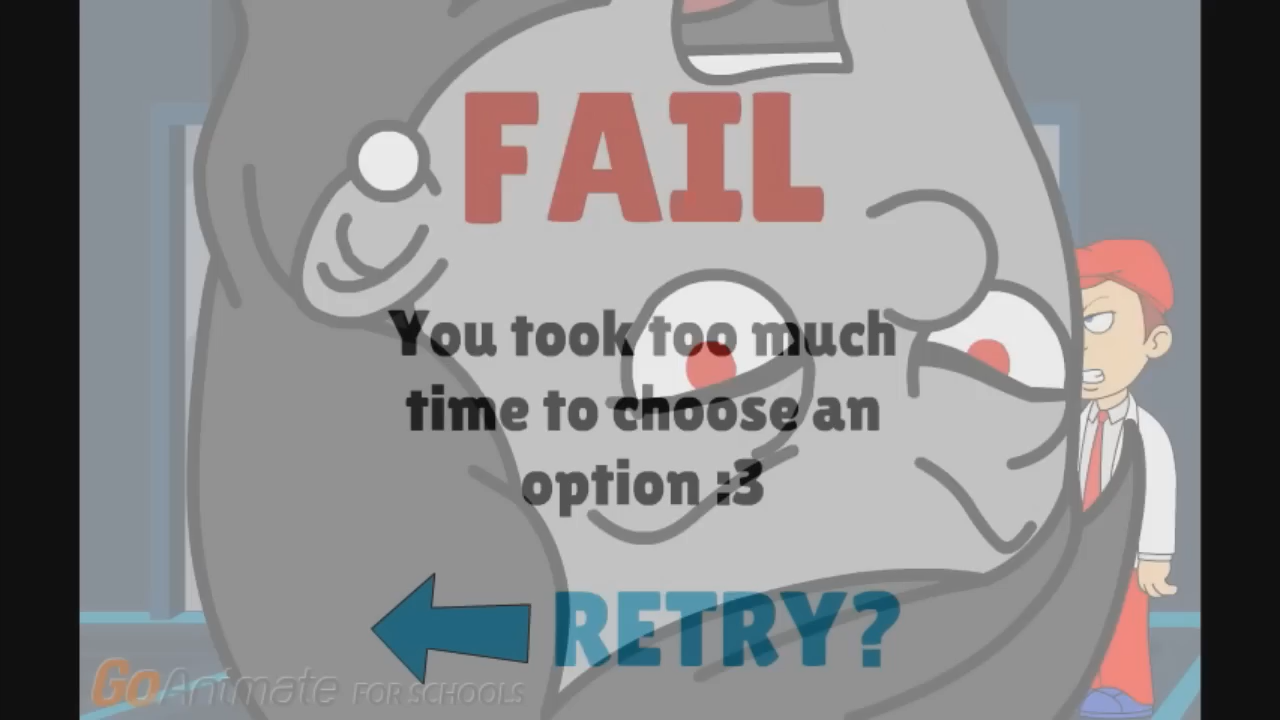 FAIL
You took too much
time to choose an
option :3
RETRY?
GoAnimate FOR SCHOOLS